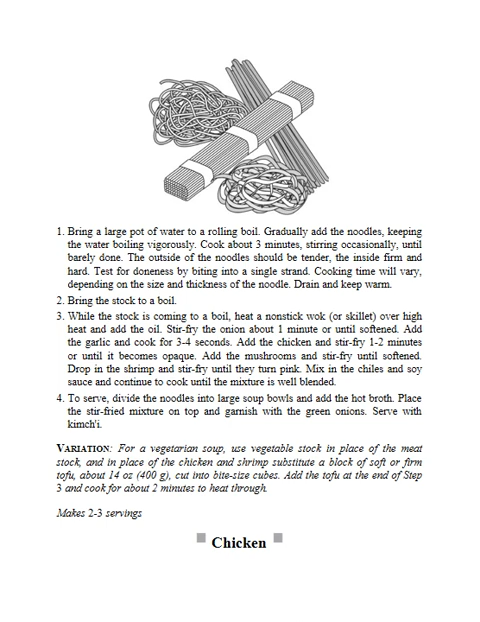 1. Bring a large pot of water to a rolling boil. Gradually add the noodles, keeping
the water boiling vigorously. Cook about 3 minutes, stirring occasionally, until
barely done. The outside of the noodles should be tender, the inside firm and
hard. Test for doneness by biting into a single strand. Cooking time will vary,
depending on the size and thickness of the noodle. Drain and keep warm.
2. Bring the stock to a boil.
3. While the stock is coming to a boil, heat a nonstick wok (or skillet) over high
heat and add the oil. Stir-fry the onion about 1 minute or until softened. Add
the garlic and cook for 3-4 seconds. Add the chicken and stir-fry 1-2 minutes
or until it becomes opaque. Add the mushrooms and stir-fry until softened.
Drop in the shrimp and stir-fry until they turn pink. Mix in the chiles and soy
sauce and continue to cook until the mixture is well blended.
4. To serve, divide the noodles into large soup bowls and add the hot broth. Place
the stir-fried mixture on top and garnish with the green onions. Serve with
kimch'i.
VARIATION: For a vegetarian soup, use vegetable stock in place of the meat
stock, and in place of the chicken and shrimp substitute a block of soft or firm
tofu, about 14 oz (400 g), cut into bite-size cubes. Add the tofu at the end of Step
3 and cook for about 2 minutes to heat through.
Makes 2-3 servings
Chicken